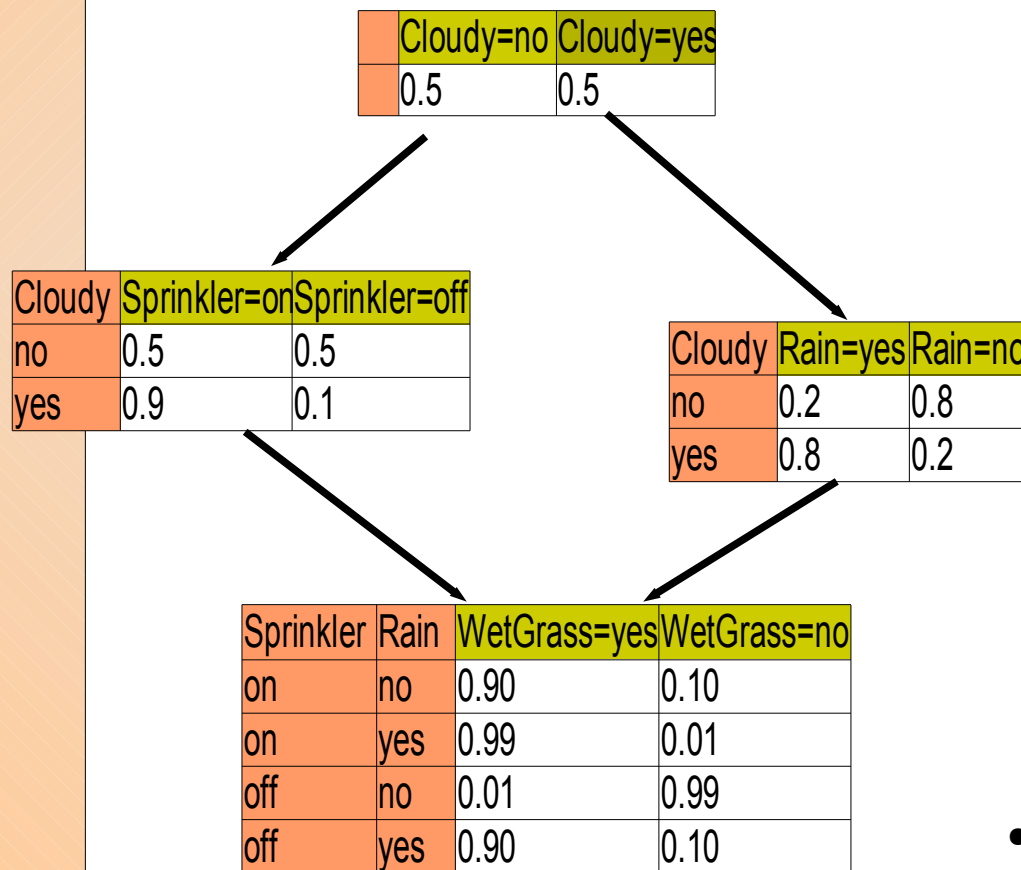 Cloudy=no Cloudy=yes
0.5 0.5
Cloudy Sprinkler=on Sprinkler=off
no 0.5 0.5
yes 0.9 0.1
Cloudy Rain=yes Rain=no
no 0.2 0.8
yes 0.8 0.2
Sprinkler Rain WetGrass=yes WetGrass=no
on no 0.90 0.10
on yes 0.99 0.01
off no 0.01 0.99
off yes 0.90 0.10